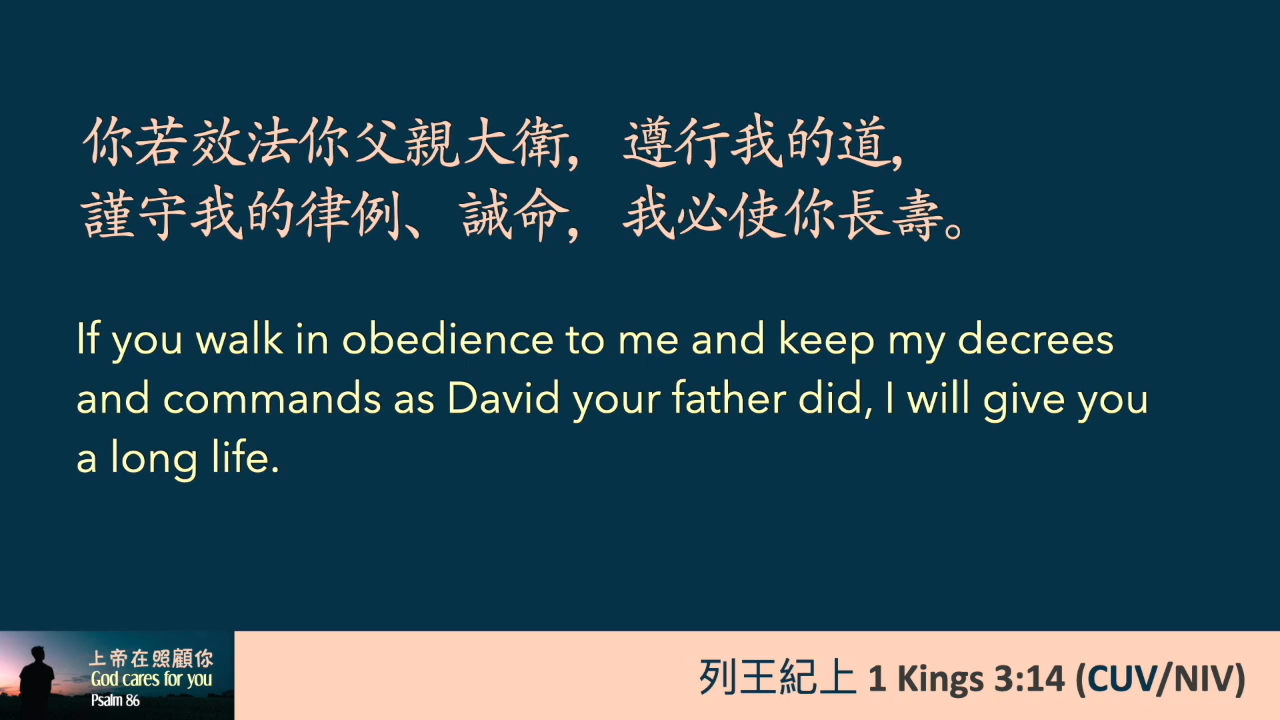 你若效法你父親大衛，遵行我的道，
謹守我的律例、誡命，我必使你長壽。
If you walk in obedience to me and keep my decrees
and commands as David your father did, I will give you
a long life.
上帝在照顧你
God cares for you
Psalm 86
列王紀上 1 Kings 3:14 (CUV/NIV)